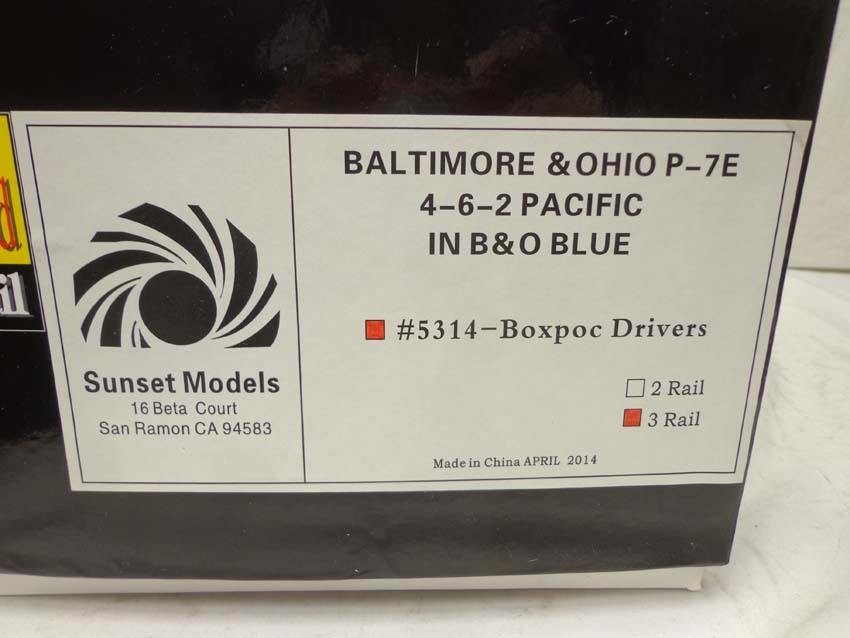 d
il
Sunset Models
16 Beta Court
San Ramon CA 94583
BALTIMORE &OHIO P-7E
4-6-2 PACIFIC
IN B&O BLUE
#5314-Boxpoc Drivers
2 Rail
3 Rail
Made in China APRIL 2014